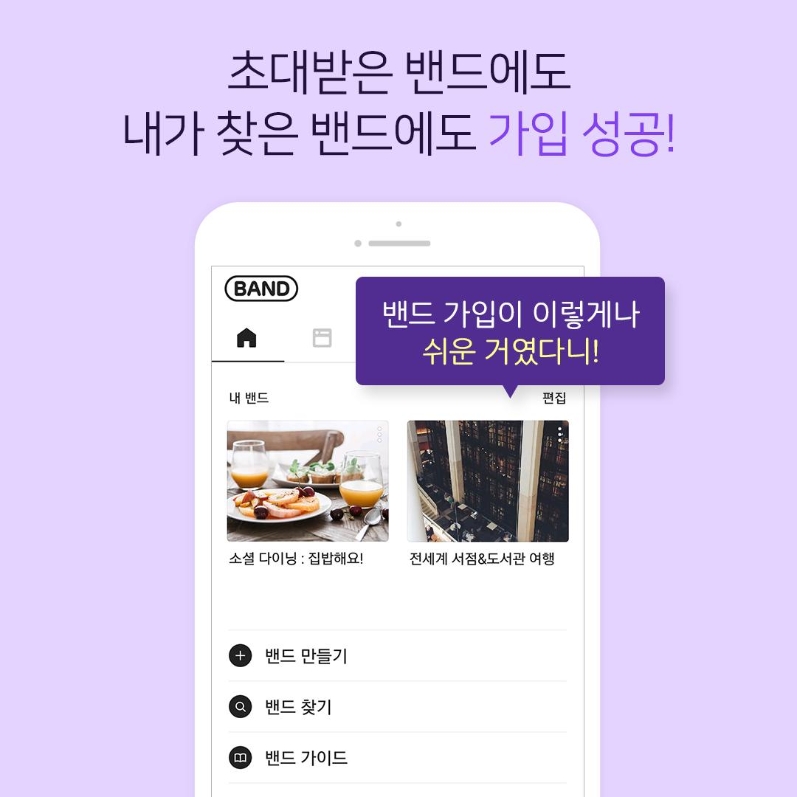 초대받은 밴드에도
내가 찾은 밴드에도 가입 성공!
BAND
밴드 가입이 이렇게나
쉬운 거였다니!
내 밴드
편집
소셜 다이닝 : 집밥해요!
전세계 서점&도서관 여행
밴드 만들기
밴드 찾기
밴드 가이드